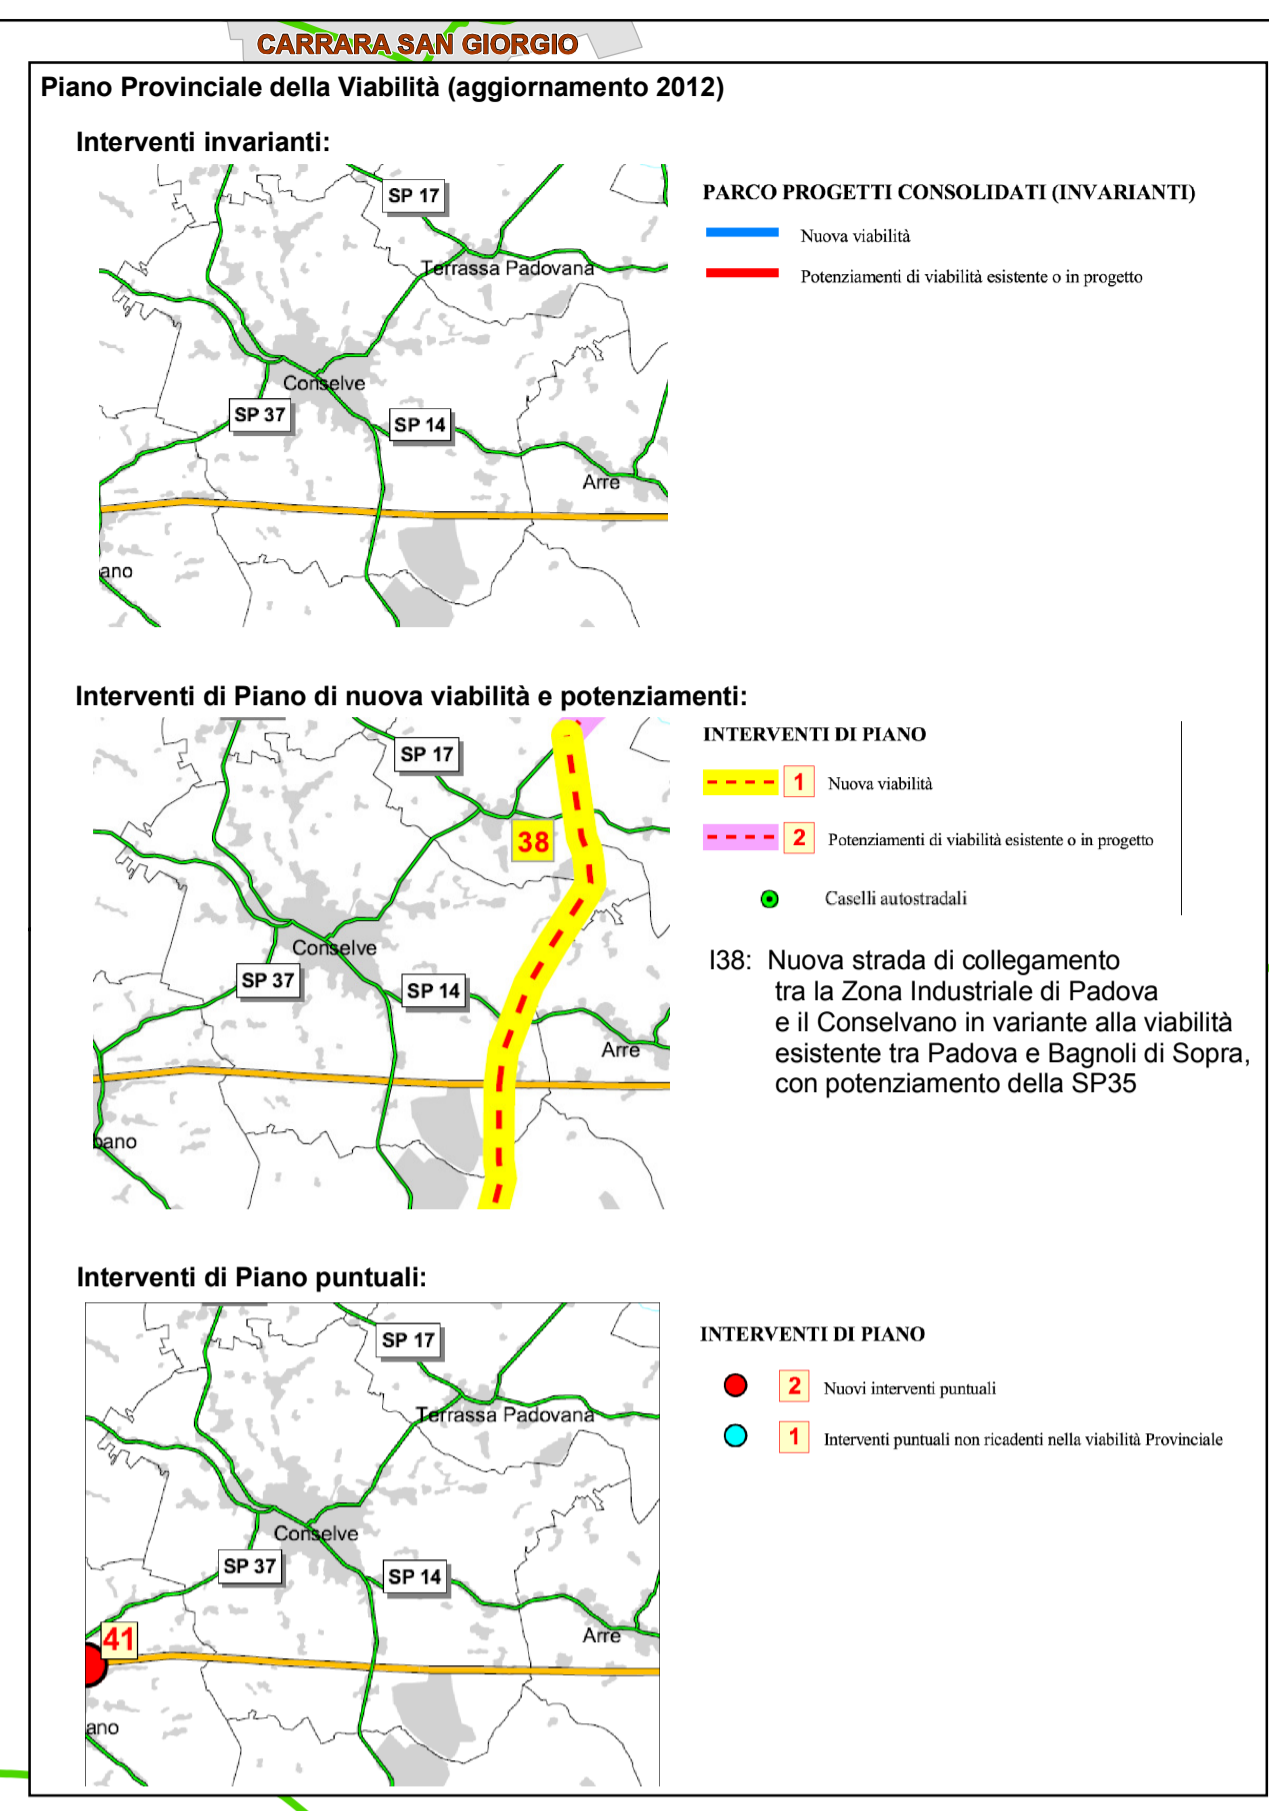 CARRARA SAN GIORGIO
Piano Provinciale della Viabilità (aggiornamento 2012)
Interventi invarianti:
SP 17
Terrassa Padovana
Conselve
SP 37
SP 14
Arre
ano
PARCO PROGETTI CONSOLIDATI (INVARIANTI)
Nuova viabilità
Potenziamenti di viabilità esistente o in progetto
Interventi di Piano di nuova viabilità e potenziamenti:
SP 17
38
Conselve
SP 37
SP 14
Arre
bano
INTERVENTI DI PIANO
1 Nuova viabilità
2 Potenziamenti di viabilità esistente o in progetto
Caselli autostradali
I38: Nuova strada di collegamento
tra la Zona Industriale di Padova
e il Conselvano in variante alla viabilità
esistente tra Padova e Bagnoli di Sopra,
con potenziamento della SP35
Interventi di Piano puntuali:
SP 17
Terrassa Padovana
Conselve
SP 37
SP 14
41
Arre
ano
INTERVENTI DI PIANO
2 Nuovi interventi puntuali
1 Interventi puntuali non ricadenti nella viabilità Provinciale